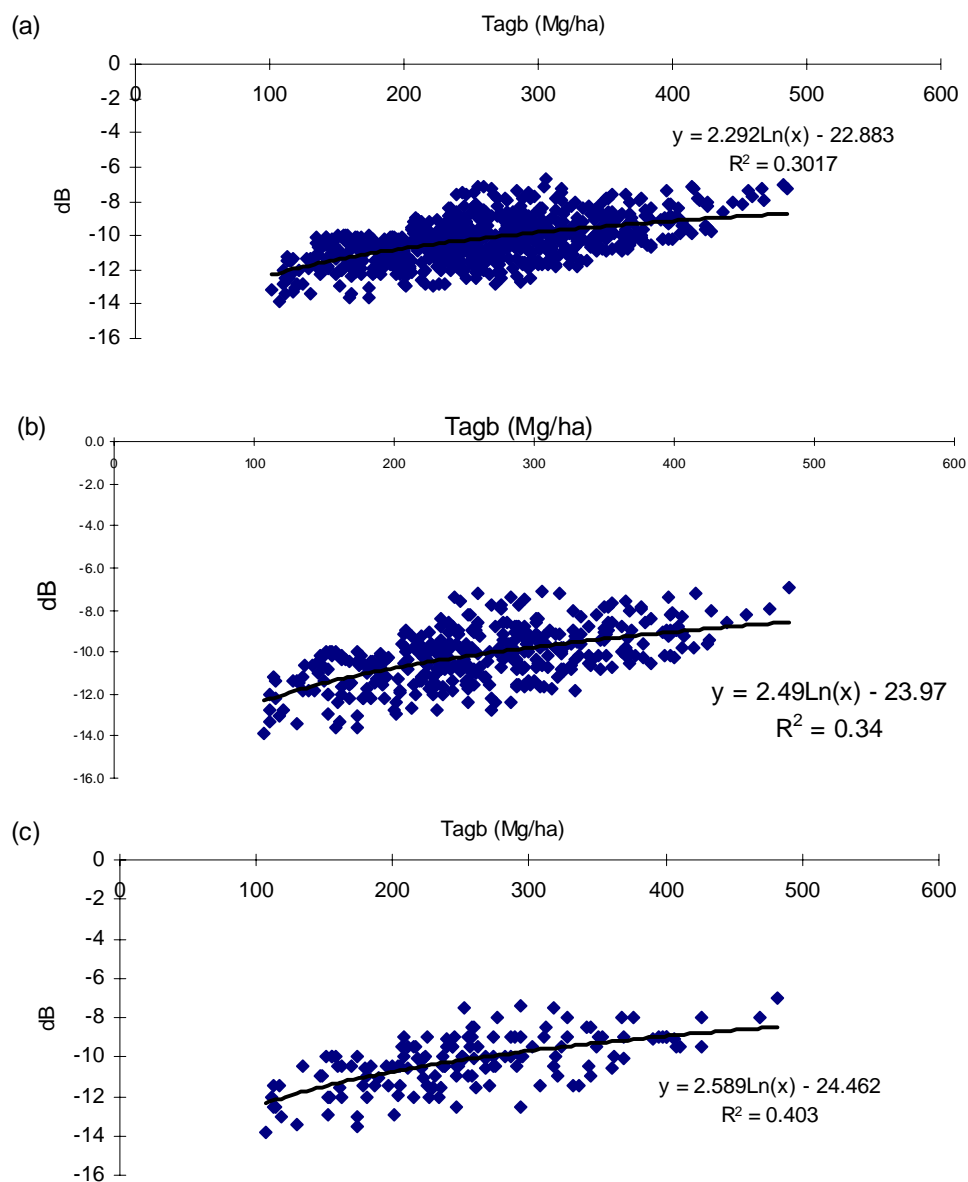 (a)
Tagb (Mg/ha)
0
0 100 200 300 400 500 600
-2
-4
y = 2.292Ln(x) - 22.883
R² = 0.3017
-6
-8
dB
-10
-12
-14
-16
(b)
Tagb (Mg/ha)
0.0
0 100 200 300 400 500 600
-2.0
-4.0
-6.0
dB
-8.0
-10.0
-12.0
y = 2.49Ln(x) - 23.97
R² = 0.34
-14.0
-16.0
(c)
Tagb (Mg/ha)
0
0 100 200 300 400 500 600
-2
-4
-6
dB
-8
-10
y = 2.589Ln(x) - 24.462
R² = 0.403
-12
-14
-16